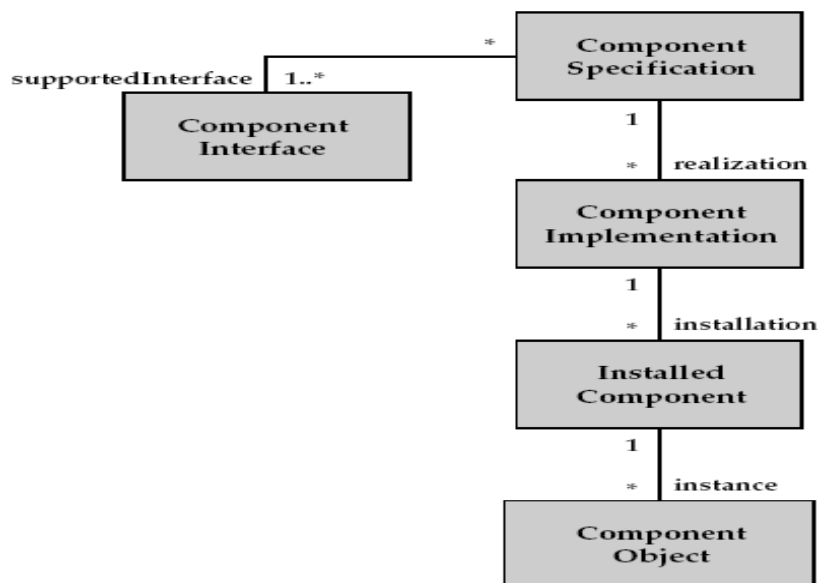 *
Component
Specification
supportedInterface
1..*
Component
Interface
1
*
realization
Component
Implementation
1
*
installation
Installed
Component
1
*
instance
Component
Object